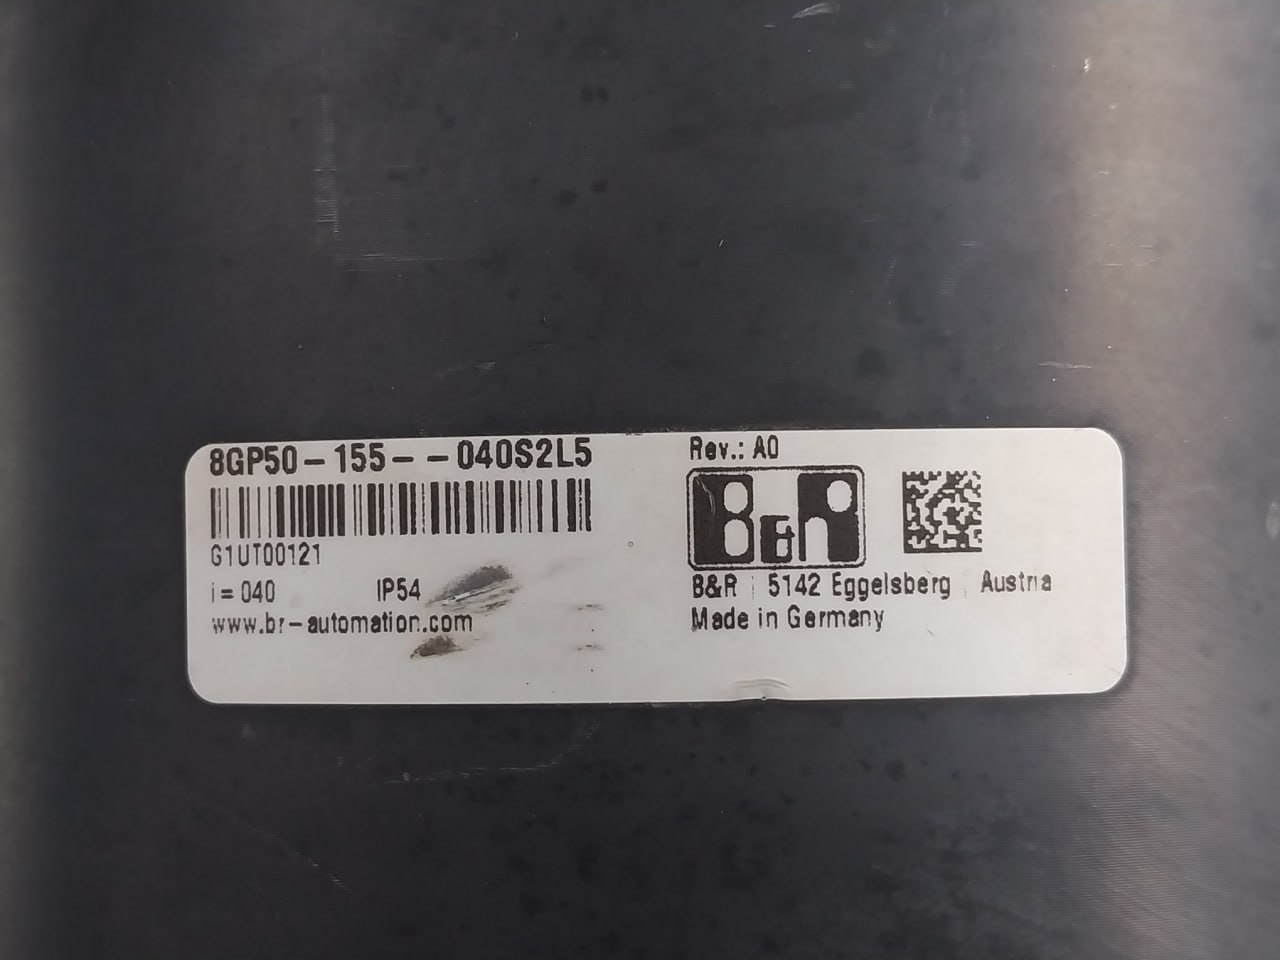 8GP50-155--040S2L5
Rev.: A0
B&R
G1UT00121
i = 040 IP54
www.br-automation.com
B&R | 5142 Eggelsberg | Austria
Made in Germany